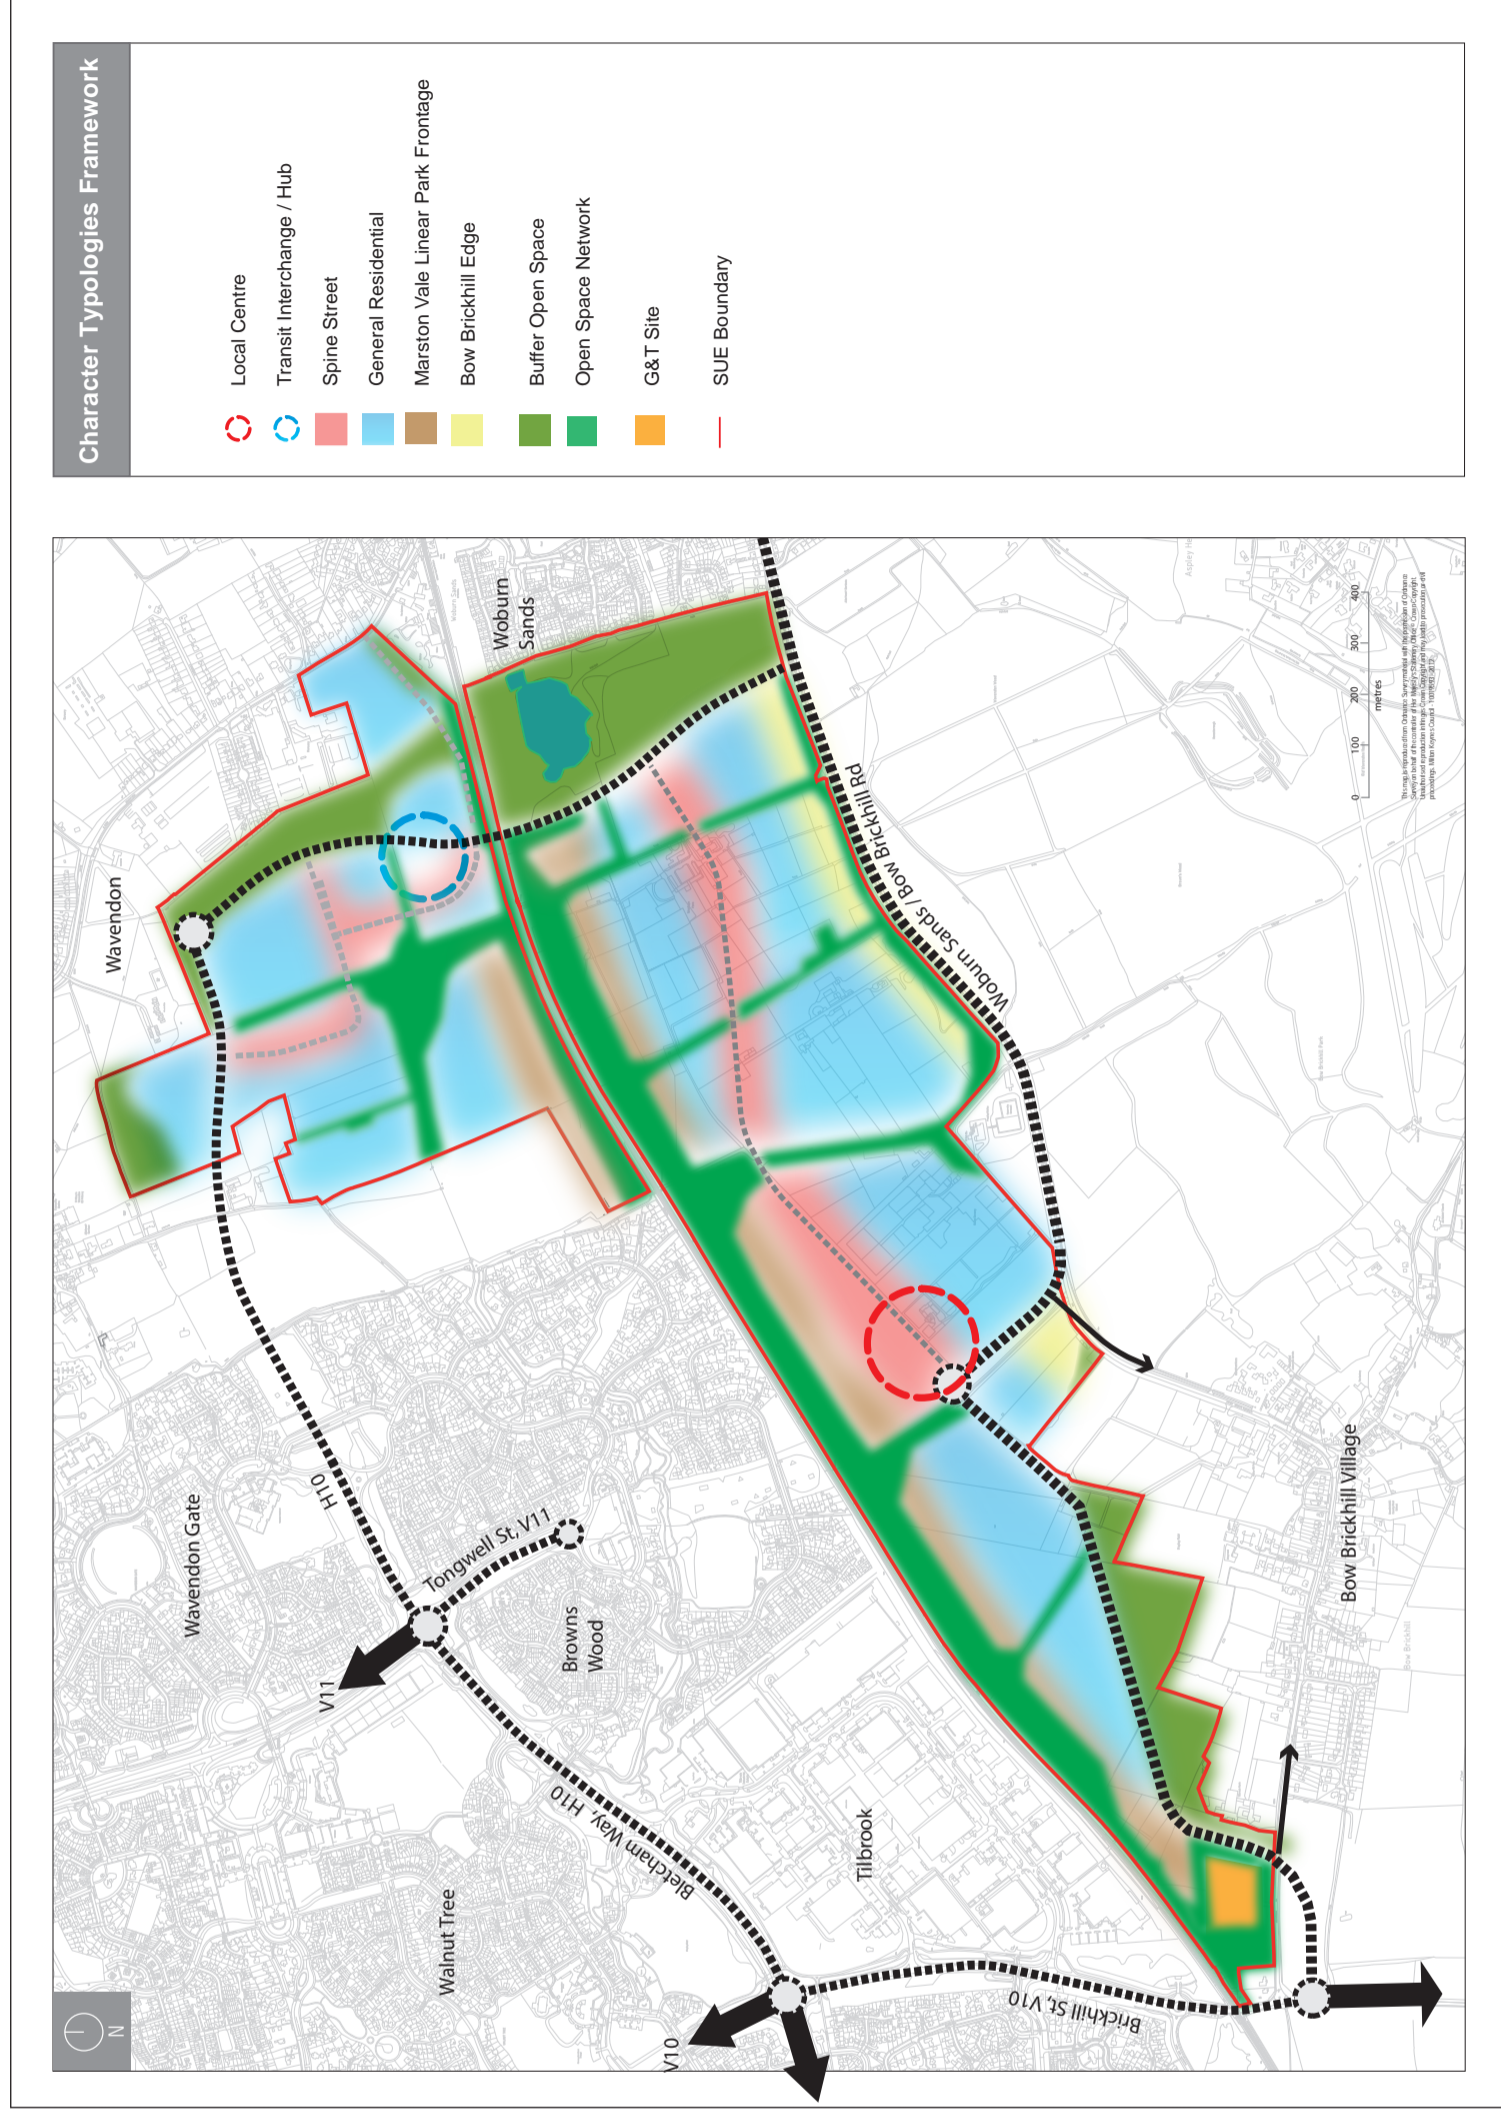 Character Typologies Framework
Local Centre
Transit Interchange / Hub
Spine Street
General Residential
Marston Vale Linear Park Frontage
Bow Brickhill Edge
Buffer Open Space
Open Space Network
G&T Site
SUE Boundary
Wavendon
Woburn
Sands
Wavendon Gate
H10
Tongwell St, V11
V11
Browns
Wood
Walnut Tree
Bletcham Way, H10
Tilbrook
V10
Brickhill St, V10
Woburn Sands / Bow Brickhill Rd
Bow Brickhill Village
Bow Brickhill
0 100 200 300 400
metres
N